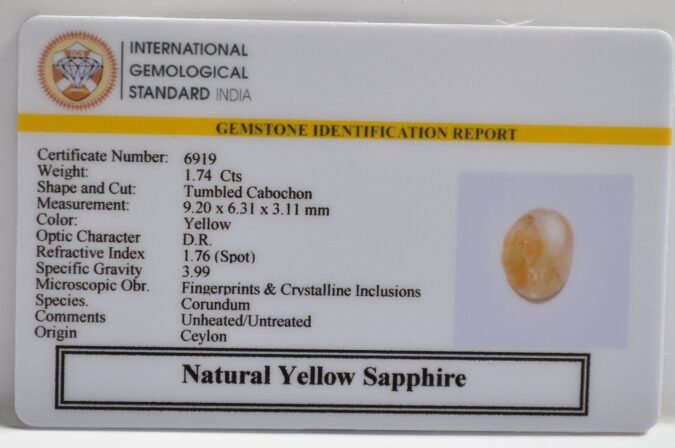 IGS
INTERNATIONAL
GEMOLOGICAL
STANDARD INDIA
GEMSTONE IDENTIFICATION REPORT
Certificate Number: 6919
Weight: 1.74 Cts
Shape and Cut: Tumbled Cabochon
Measurement: 9.20 x 6.31 x 3.11 mm
Color: Yellow
Optic Character D.R.
Refractive Index 1.76 (Spot)
Specific Gravity 3.99
Microscopic Obr. Fingerprints & Crystalline Inclusions
Species. Corundum
Comments Unheated/Untreated
Origin Ceylon
Natural Yellow Sapphire